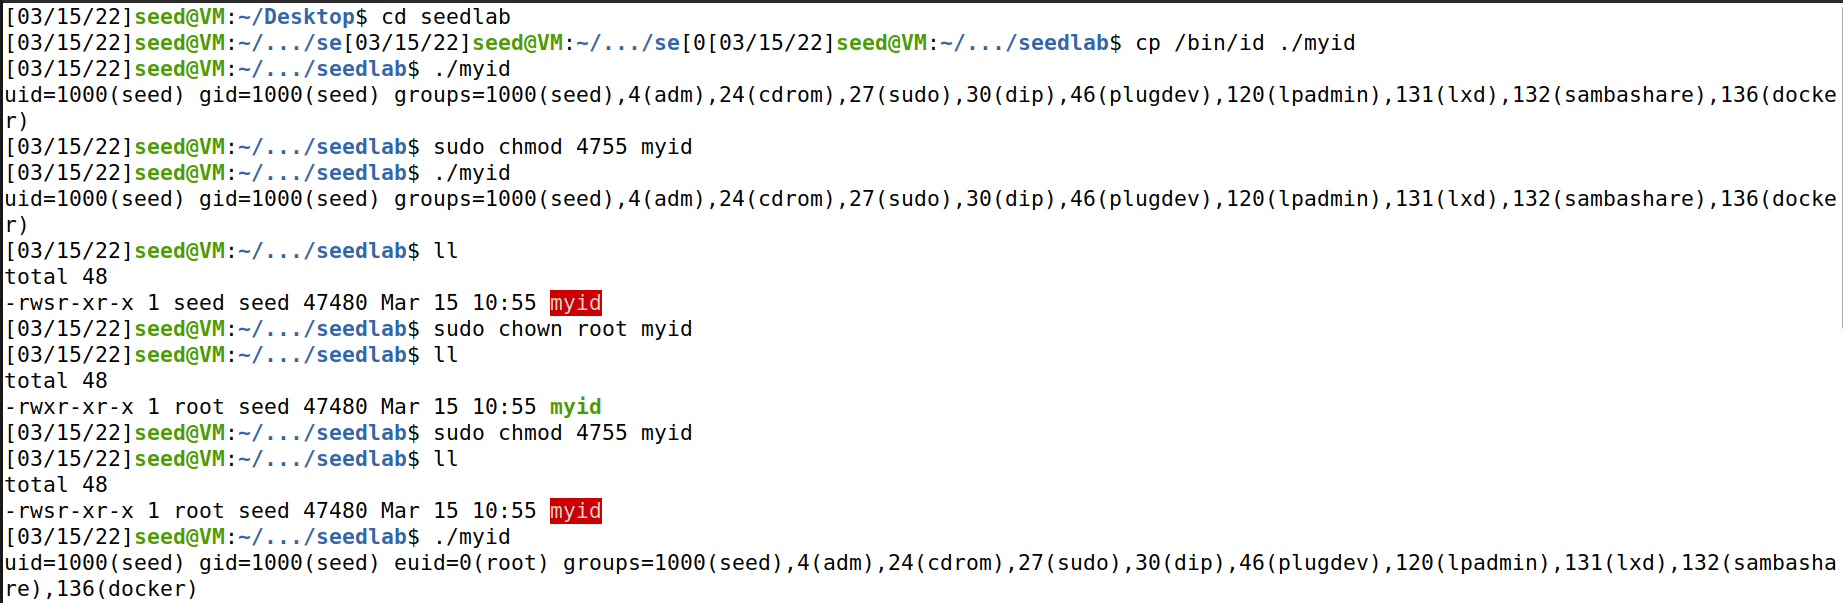 [03/15/22]seed@VM:~/Desktop$ cd seedlab
[03/15/22]seed@VM:~/.../se[03/15/22]seed@VM:~/.../se[0[03/15/22]seed@VM:~/.../seedlab$ cp /bin/id ./myid
[03/15/22]seed@VM:~/.../seedlab$ ./myid
uid=1000(seed) gid=1000(seed) groups=1000(seed),4(adm),24(cdrom),27(sudo),30(dip),46(plugdev),120(lpadmin),131(lxd),132(sambashare),136(docke
r)
[03/15/22]seed@VM:~/.../seedlab$ sudo chmod 4755 myid
[03/15/22]seed@VM:~/.../seedlab$ ./myid
uid=1000(seed) gid=1000(seed) groups=1000(seed),4(adm),24(cdrom),27(sudo),30(dip),46(plugdev),120(lpadmin),131(lxd),132(sambashare),136(docke
r)
[03/15/22]seed@VM:~/.../seedlab$ ll
total 48
-rwsr-xr-x 1 seed seed 47480 Mar 15 10:55 myid
[03/15/22]seed@VM:~/.../seedlab$ sudo chown root myid
[03/15/22]seed@VM:~/.../seedlab$ ll
total 48
-rwxr-xr-x 1 root seed 47480 Mar 15 10:55 myid
[03/15/22]seed@VM:~/.../seedlab$ sudo chmod 4755 myid
[03/15/22]seed@VM:~/.../seedlab$ ll
total 48
-rwsr-xr-x 1 root seed 47480 Mar 15 10:55 myid
[03/15/22]seed@VM:~/.../seedlab$ ./myid
uid=1000(seed) gid=1000(seed) euid=0(root) groups=1000(seed),4(adm),24(cdrom),27(sudo),30(dip),46(plugdev),120(lpadmin),131(lxd),132(sambasha
re),136(docker)